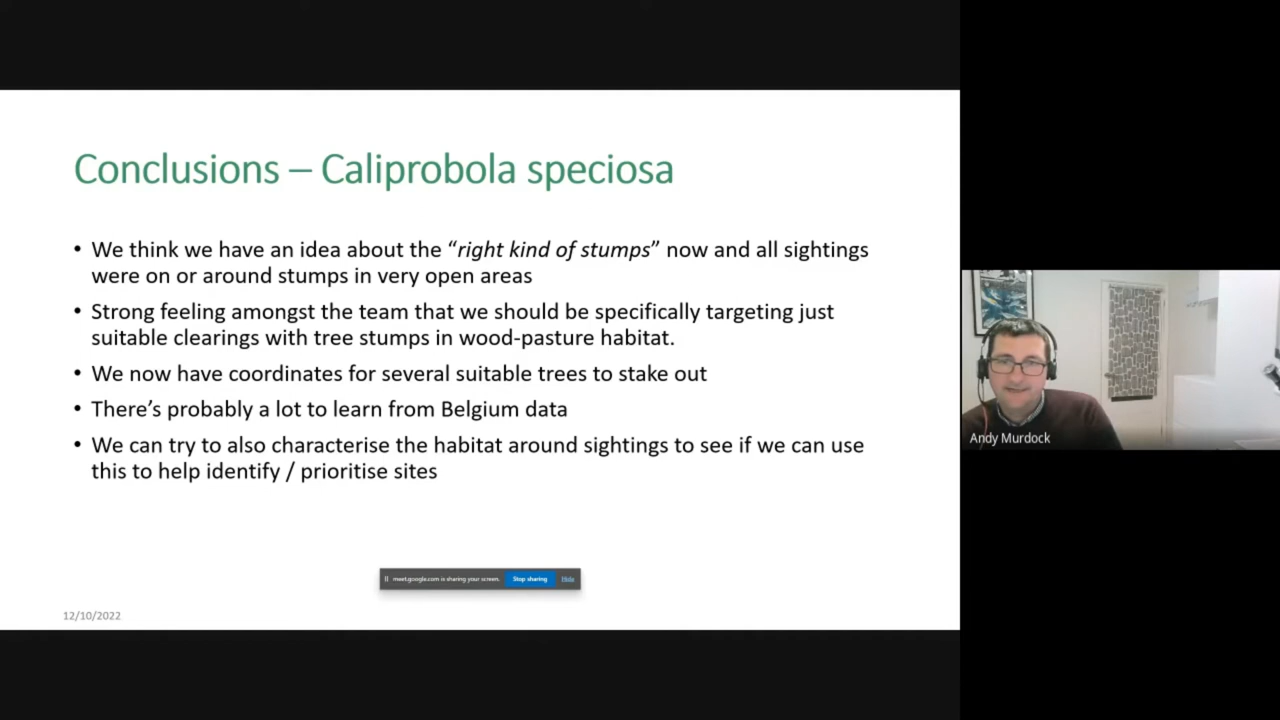 Conclusions – Caliprobola speciosa
• We think we have an idea about the “right kind of stumps” now and all sightings
were on or around stumps in very open areas
• Strong feeling amongst the team that we should be specifically targeting just
suitable clearings with tree stumps in wood-pasture habitat.
• We now have coordinates for several suitable trees to stake out
• There’s probably a lot to learn from Belgium data
• We can try to also characterise the habitat around sightings to see if we can use
this to help identify / prioritise sites
meet.google.com is sharing your screen. Stop sharing Hide
12/10/2022
Andy Murdock